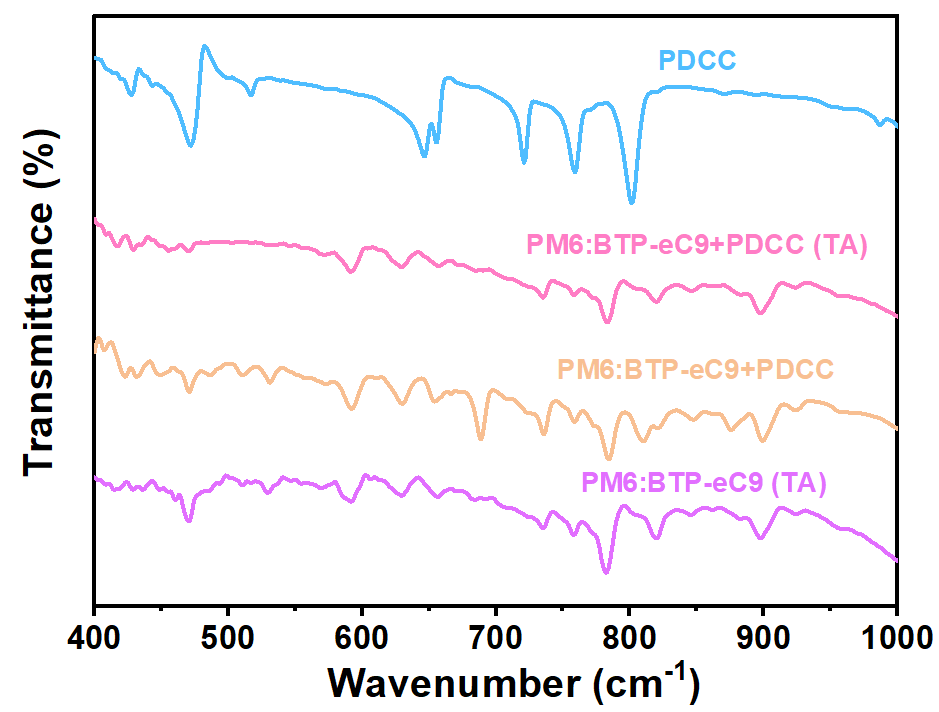 PDCC
PM6:BTP-eC9+PDCC (TA)
PM6:BTP-eC9+PDCC
PM6:BTP-eC9 (TA)
Transmittance (%)
400 500 600 700 800 900 1000
Wavenumber (cm⁻¹)